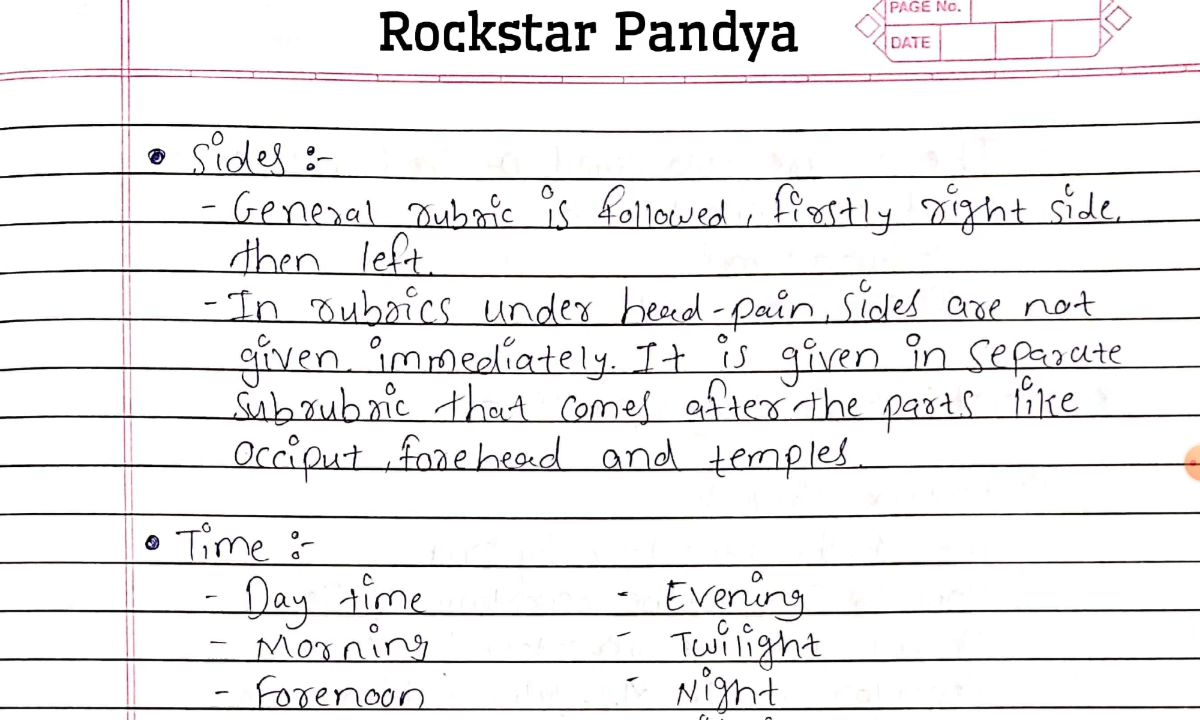 Rockstar Pandya
PAGE No.
DATE
• Sides :-
- General rubric is followed, firstly right side,
then left.
- In rubrics under head-pain, sides are not
given immediately. It is given in separate
subrubric that comes after the parts like
occiput, forehead and temples.
• Time :-
- Day time - Evening
- Morning - Twilight
- Forenoon - Night